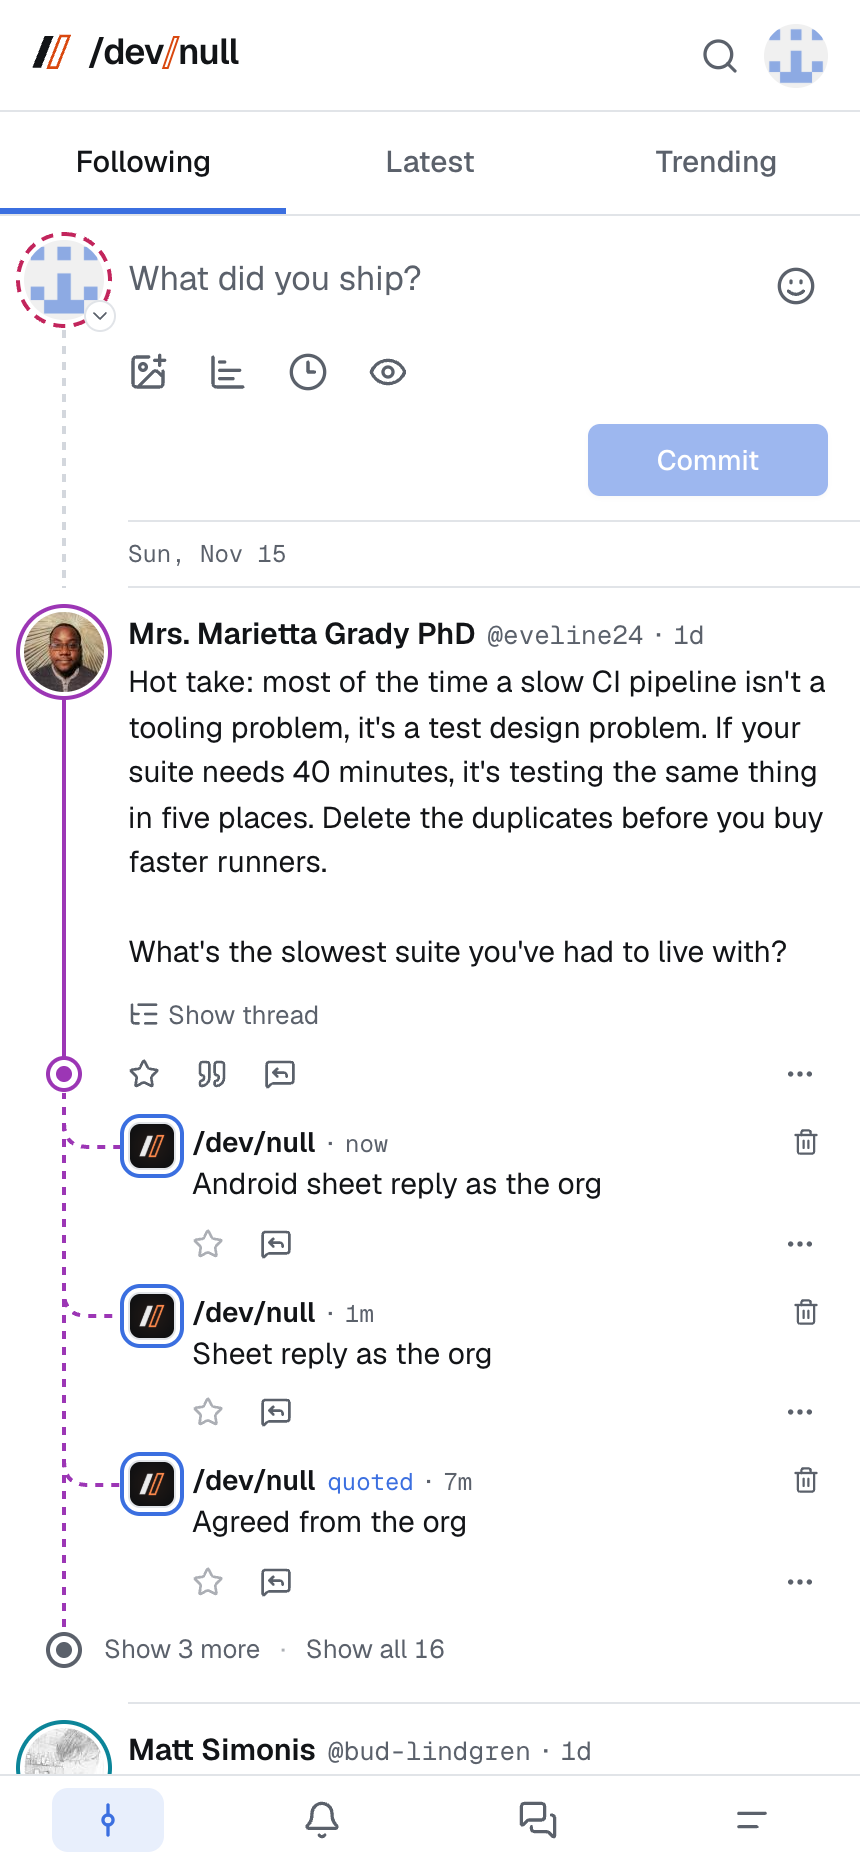 /dev/null
Following
Latest
Trending
What did you ship?
Commit
Sun, Nov 15
Mrs. Marietta Grady PhD @eveline24 · 1d
Hot take: most of the time a slow CI pipeline isn't a
tooling problem, it's a test design problem. If your
suite needs 40 minutes, it's testing the same thing
in five places. Delete the duplicates before you buy
faster runners.
What's the slowest suite you've had to live with?
Show thread
/dev/null · now
Android sheet reply as the org
/dev/null · 1m
Sheet reply as the org
/dev/null quoted · 7m
Agreed from the org
Show 3 more · Show all 16
Matt Simonis @bud-lindgren · 1d